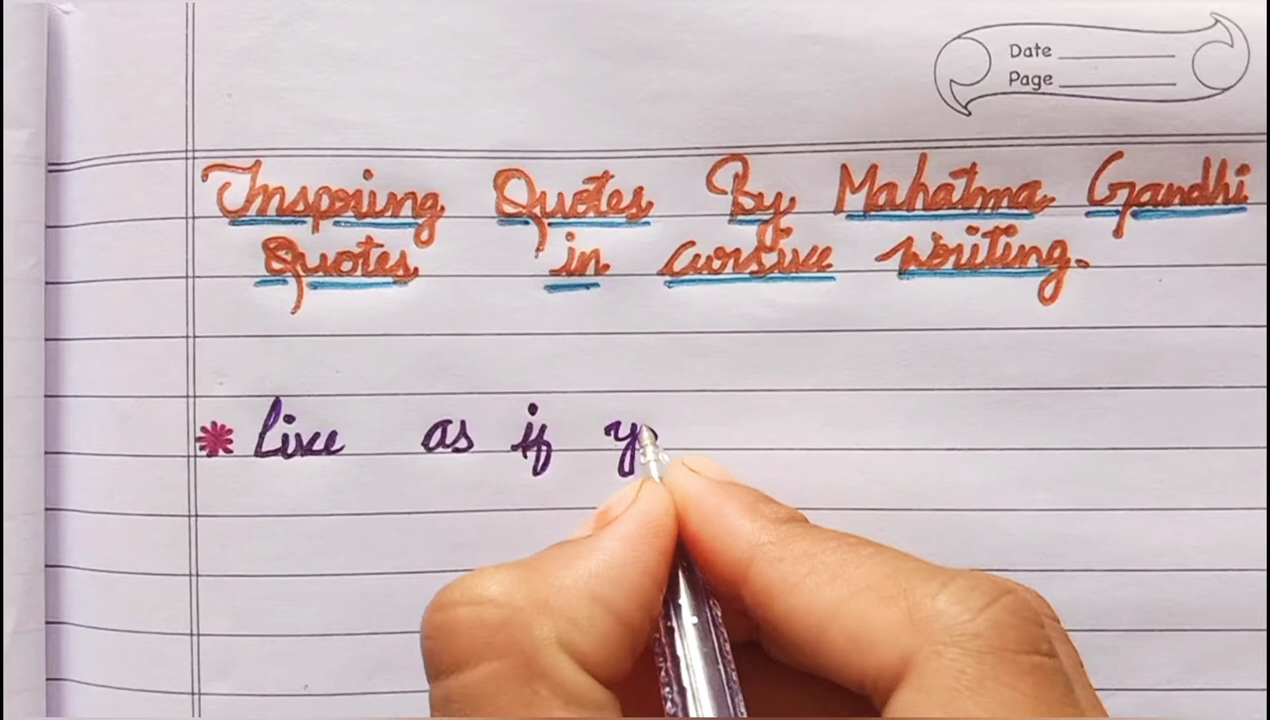 Date
Page
Inspiring Quotes By Mahatma Gandhi
Quotes in cursive writing.
* Live as if y